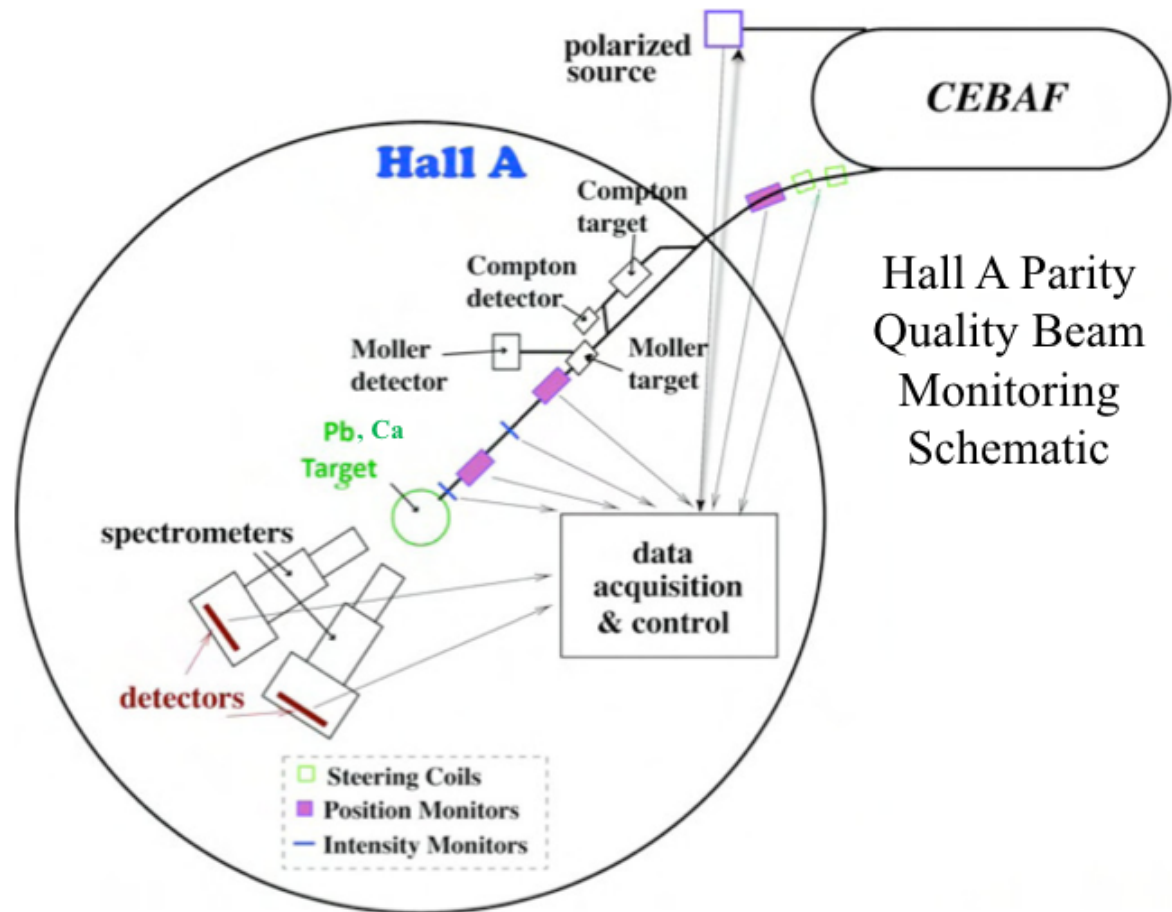 polarized
source
CEBAF
Hall A
Compton
target
Compton
detector
Moller
detector
Moller
target
Hall A Parity
Quality Beam
Monitoring
Schematic
Pb, Ca
Target
spectrometers
data
acquisition
& control
detectors
Steering Coils
Position Monitors
Intensity Monitors